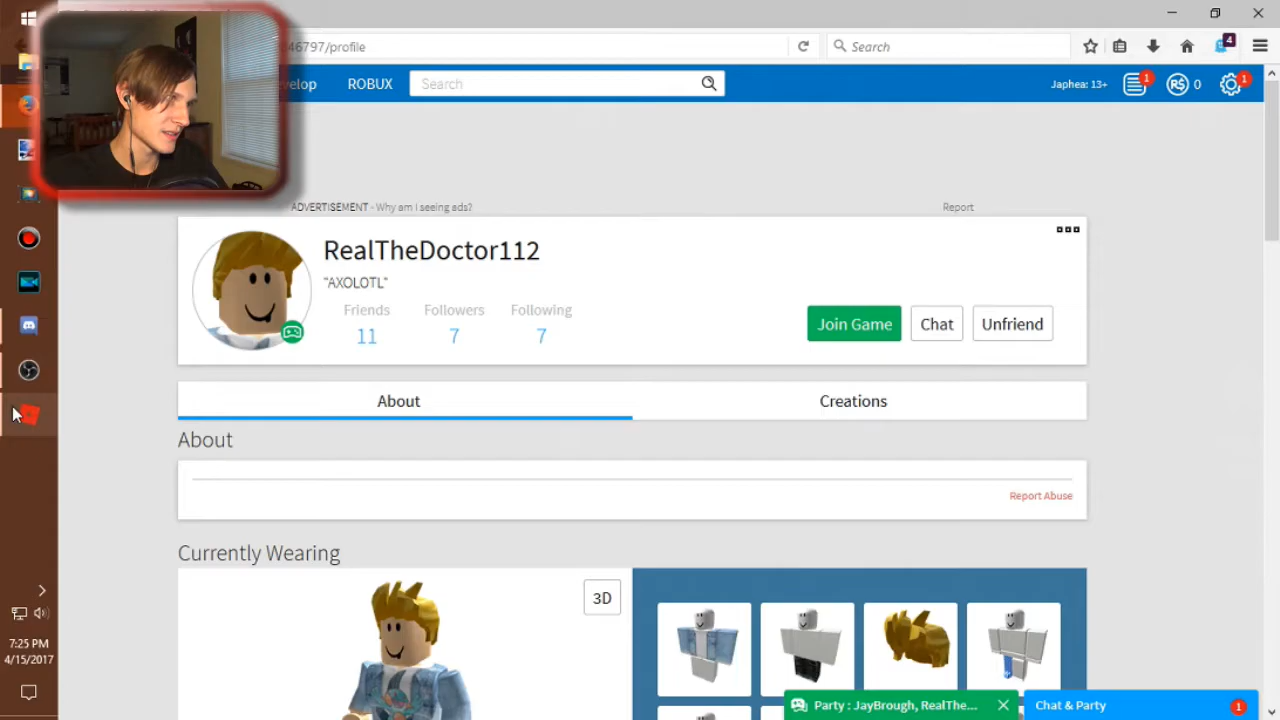 46797/profile
Search
4
velop
ROBUX
Search
Japhea: 13+
1
R$ 0
1
ADVERTISEMENT - Why am I seeing ads?
Report
RealTheDoctor112
"AXOLOTL"
Friends
Followers
Following
11
7
7
Join Game
Chat
Unfriend
About
Creations
About
Report Abuse
Currently Wearing
3D
7:25 PM
4/15/2017
Party : JayBrough, RealThe...
Chat & Party
1